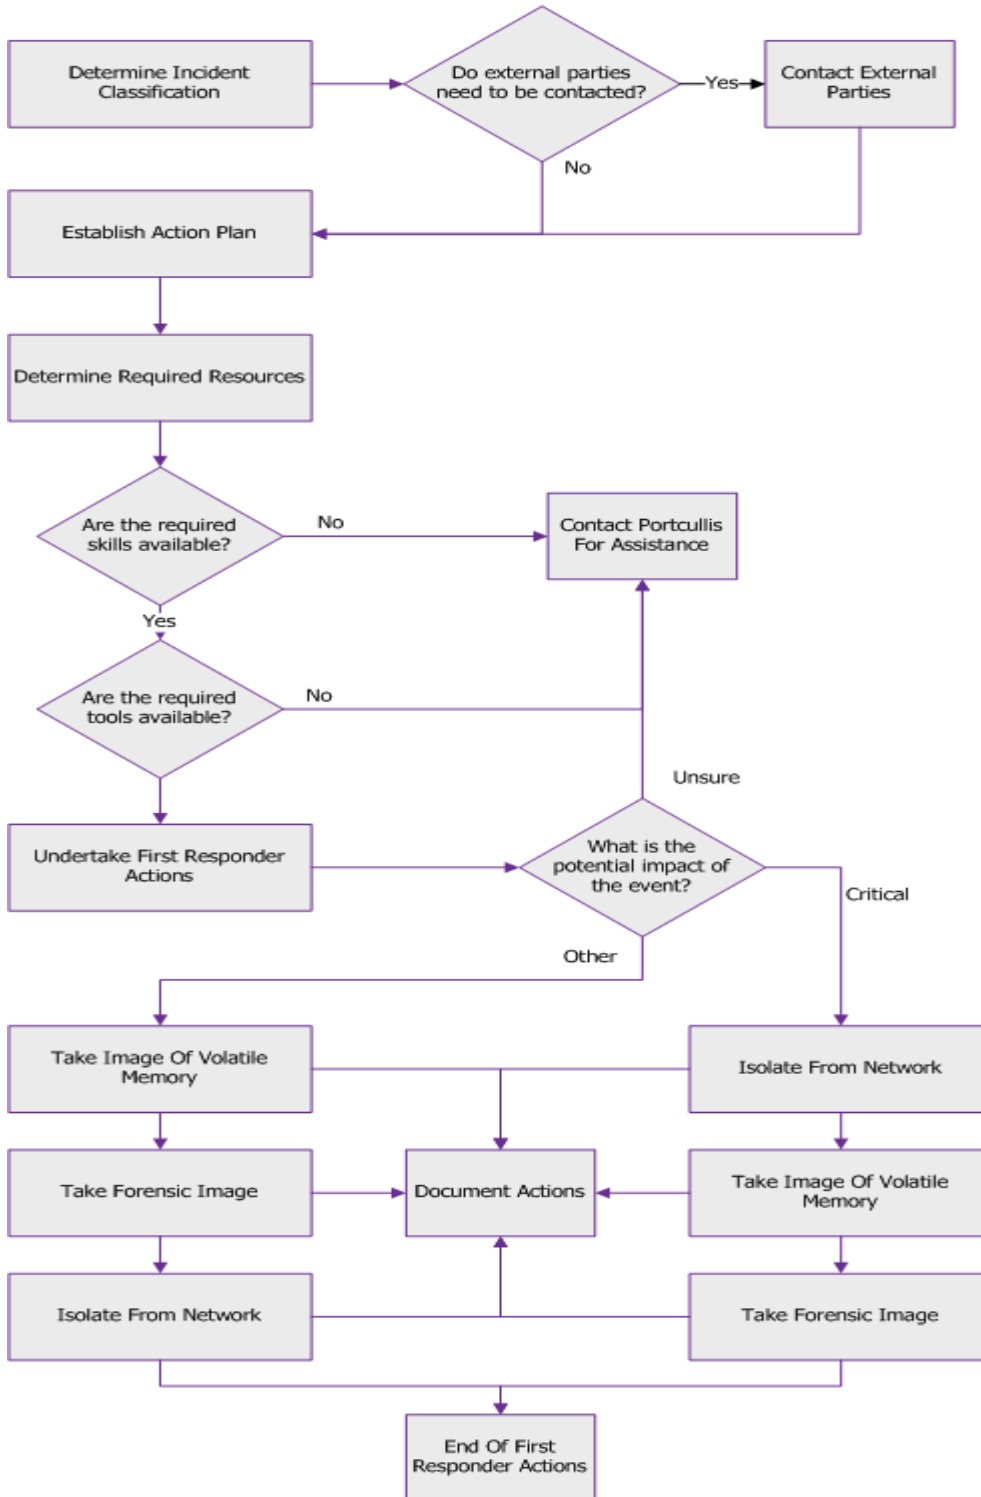 Determine Incident
Classification
Do external parties
need to be contacted?
Yes
Contact External
Parties
No
Establish Action Plan
Determine Required Resources
Are the required
skills available?
No
Contact Portcullis
For Assistance
Yes
Are the required
tools available?
No
Unsure
Undertake First Responder
Actions
What is the
potential impact of
the event?
Critical
Other
Take Image Of Volatile
Memory
Isolate From Network
Take Forensic Image
Document Actions
Take Image Of Volatile
Memory
Isolate From Network
Take Forensic Image
End Of First
Responder Actions